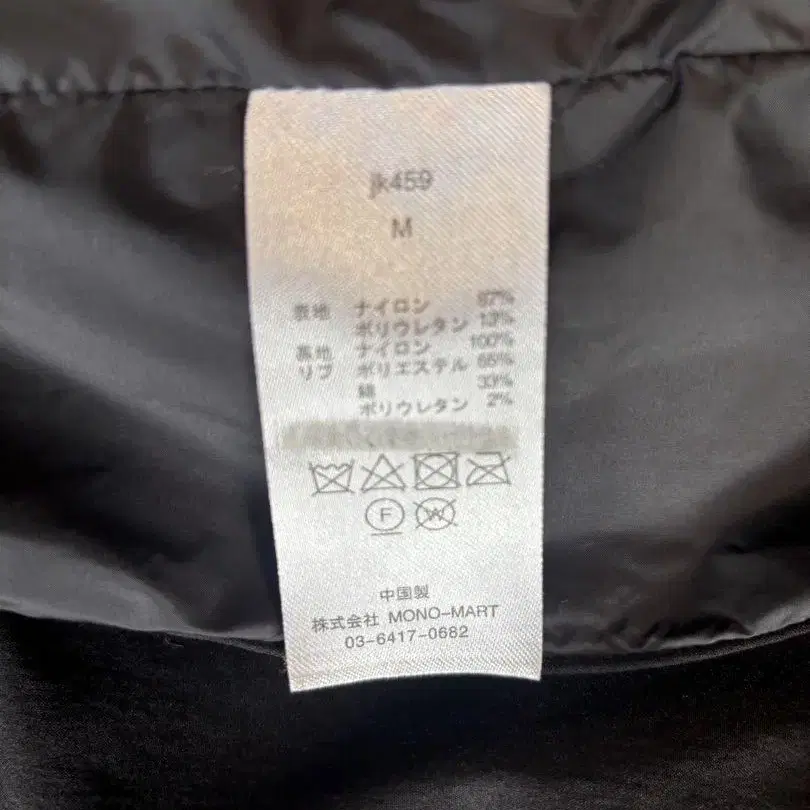 jk459
M
表地 ナイロン 87%
ポリウレタン 13%
裏地 ナイロン 100%
リブ ポリエステル 65%
綿 33%
ポリウレタン 2%
F
W
中国製
株式会社 MONO-MART
03-6417-0682